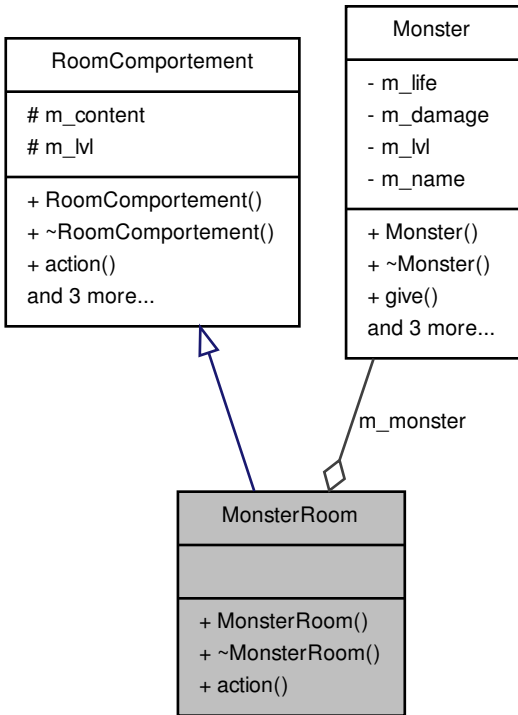 RoomComportement
# m_content
# m_lvl
+ RoomComportement()
+ ~RoomComportement()
+ action()
and 3 more...
Monster
- m_life
- m_damage
- m_lvl
- m_name
+ Monster()
+ ~Monster()
+ give()
and 3 more...
m_monster
MonsterRoom
+ MonsterRoom()
+ ~MonsterRoom()
+ action()